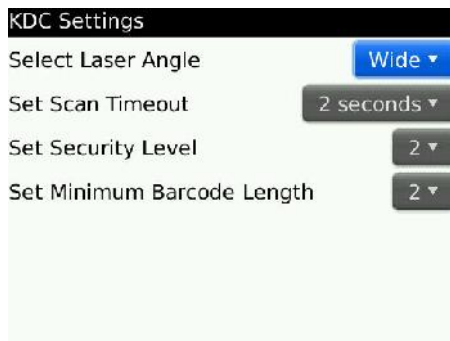 KDC Settings
Select Laser Angle Wide
Set Scan Timeout 2 seconds
Set Security Level 2
Set Minimum Barcode Length 2